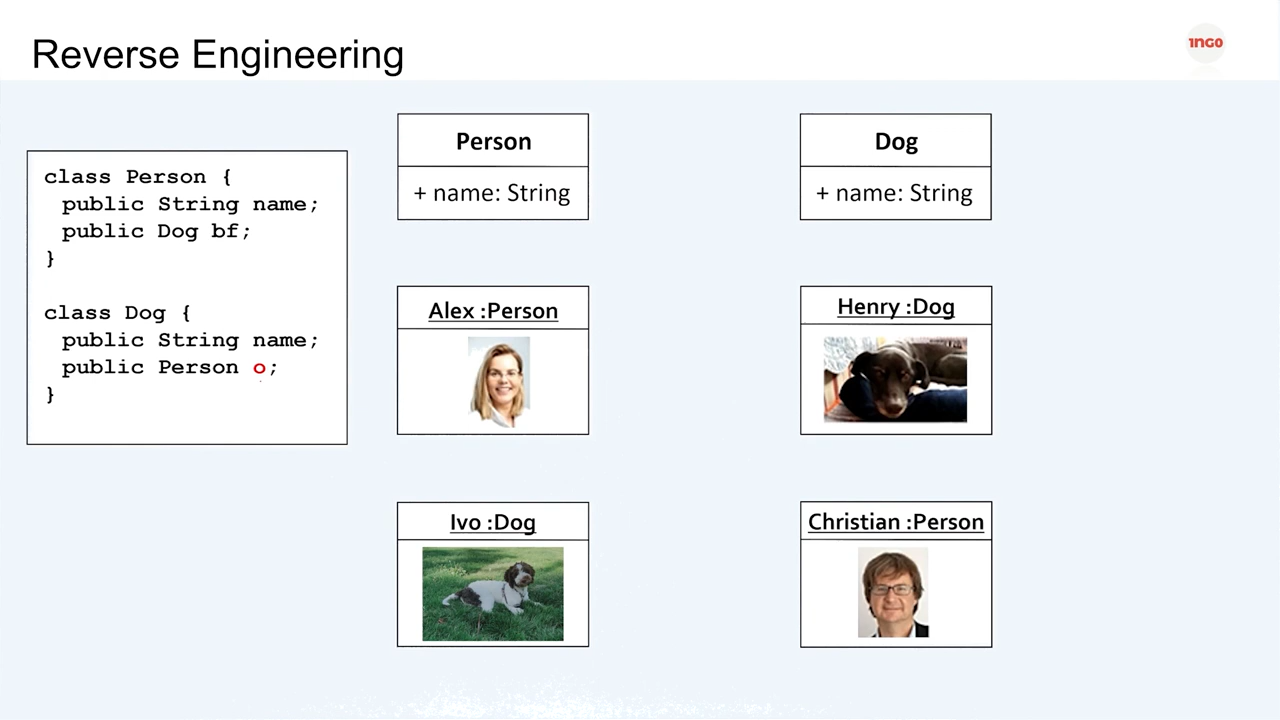 Reverse Engineering
1NG0
class Person {
public String name;
public Dog bf;
}
class Dog {
public String name;
public Person o;
}
Person
+ name: String
Dog
+ name: String
Alex :Person
Henry :Dog
Ivo :Dog
Christian :Person